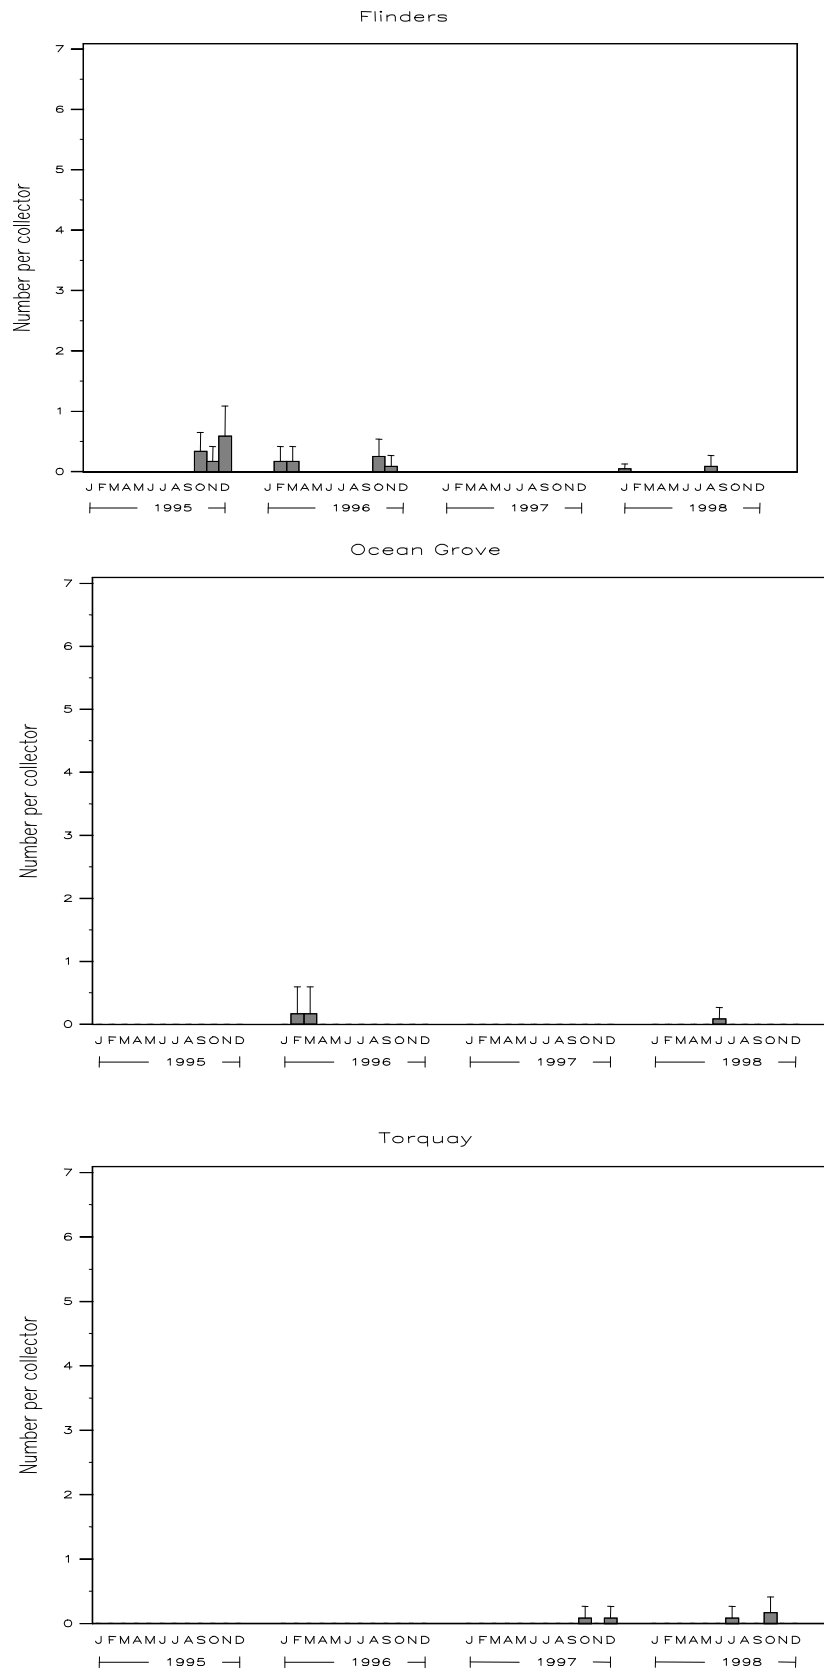 Flinders
7
6
5
4
3
2
1
0
Number per collector
J F M A M J J A S O N D J F M A M J J A S O N D J F M A M J J A S O N D J F M A M J J A S O N D
1995 1996 1997 1998
Ocean Grove
7
6
5
4
3
2
1
0
Number per collector
J F M A M J J A S O N D J F M A M J J A S O N D J F M A M J J A S O N D J F M A M J J A S O N D
1995 1996 1997 1998
Torquay
7
6
5
4
3
2
1
0
Number per collector
J F M A M J J A S O N D J F M A M J J A S O N D J F M A M J J A S O N D J F M A M J J A S O N D
1995 1996 1997 1998